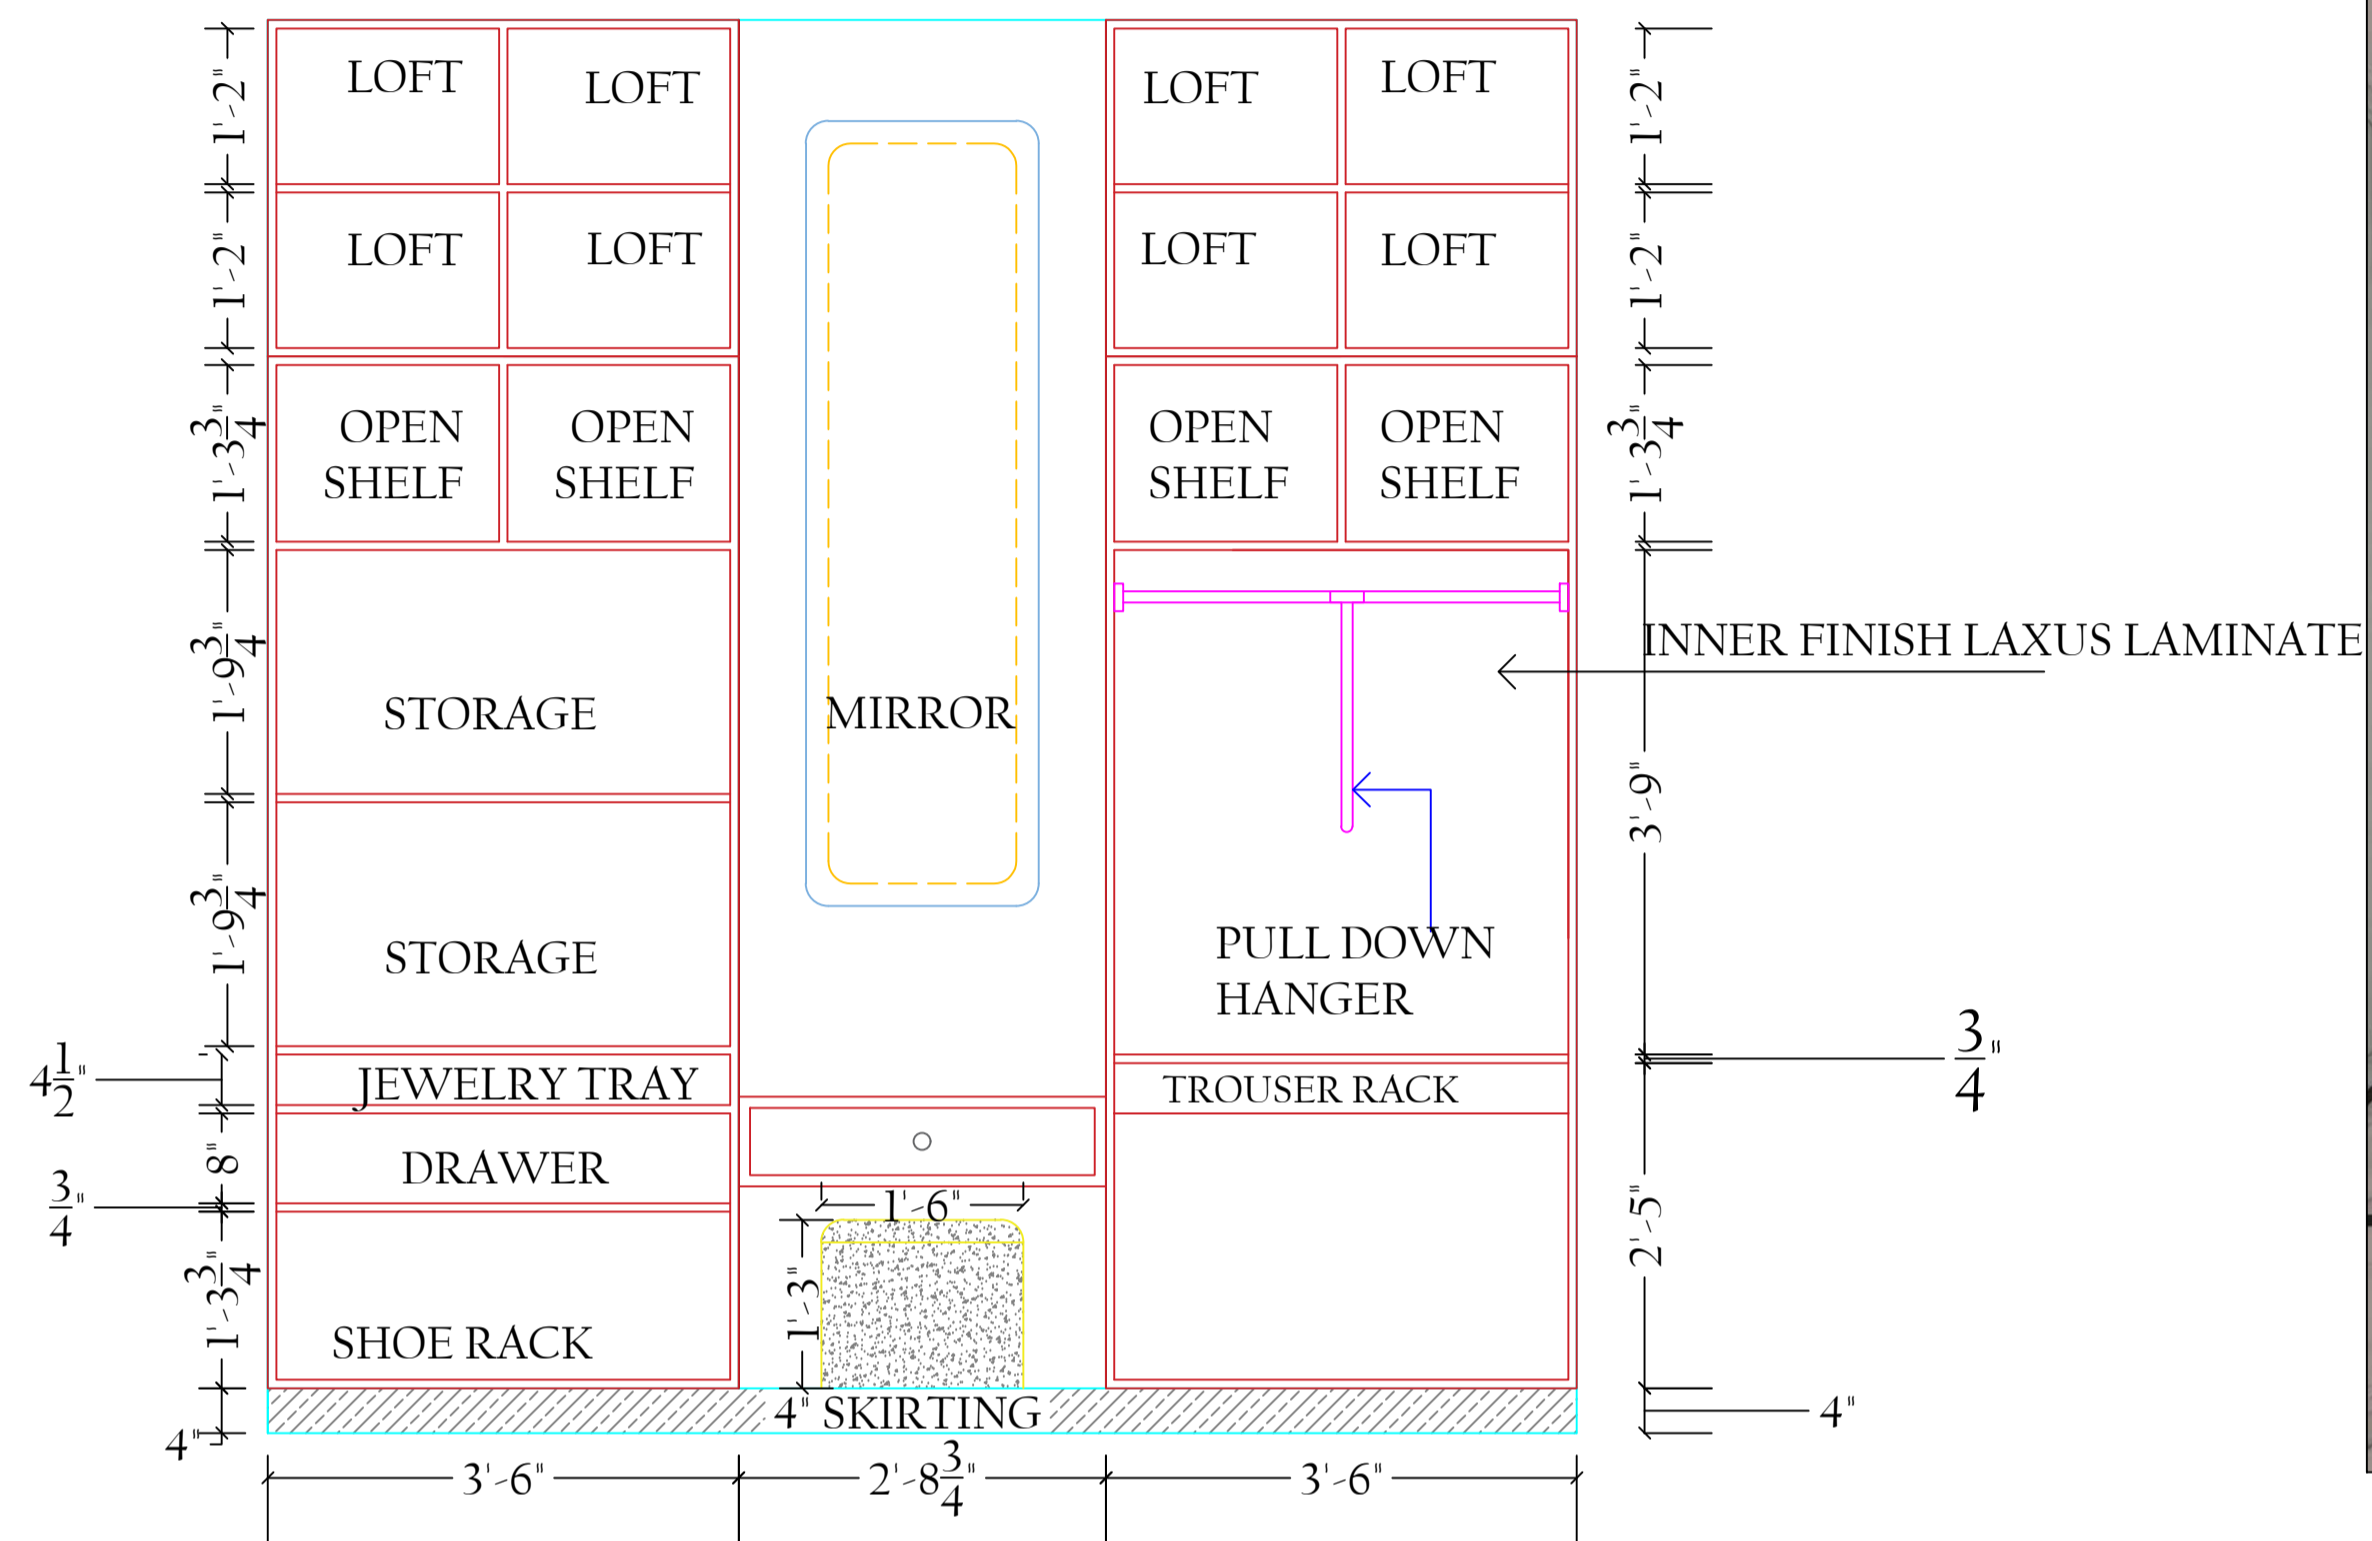 LOFT
LOFT
LOFT
LOFT
1'-2"
1'-2"
LOFT
LOFT
LOFT
LOFT
1'-2"
1'-2"
OPEN
SHELF
OPEN
SHELF
OPEN
SHELF
OPEN
SHELF
1'-3 3/4"
1'-3 3/4"
STORAGE
1'-9 3/4"
MIRROR
INNER FINISH LAXUS LAMINATE
3'-9"
STORAGE
1'-9 3/4"
PULL DOWN
HANGER
3/4"
4 1/2"
JEWELRY TRAY
TROUSER RACK
8"
DRAWER
3/4"
1'-6"
2'-5"
1'-3 3/4"
1'-3"
SHOE RACK
4"
4" SKIRTING
4"
3'-6"
2'-8 3/4"
3'-6"